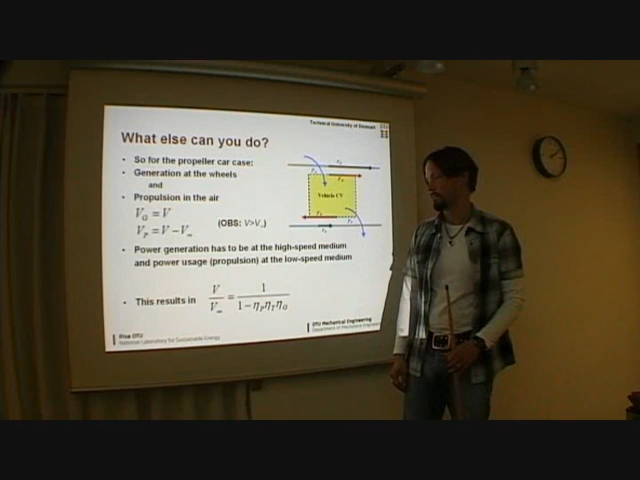 Technical University of Denmark
What else can you do?
• So for the propeller car case:
• Generation at the wheels
and
• Propulsion in the air
V_G = V
V_P = V − V_∞ (OBS: V>V_∞)
Vehicle CV
• Power generation has to be at the high-speed medium
and power usage (propulsion) at the low-speed medium
• This results in V/V_∞ = 1/(1 − η_P η_T η_G)
Risø DTU
National Laboratory for Sustainable Energy
DTU Mechanical Engineering
Department of Mechanical Engineering